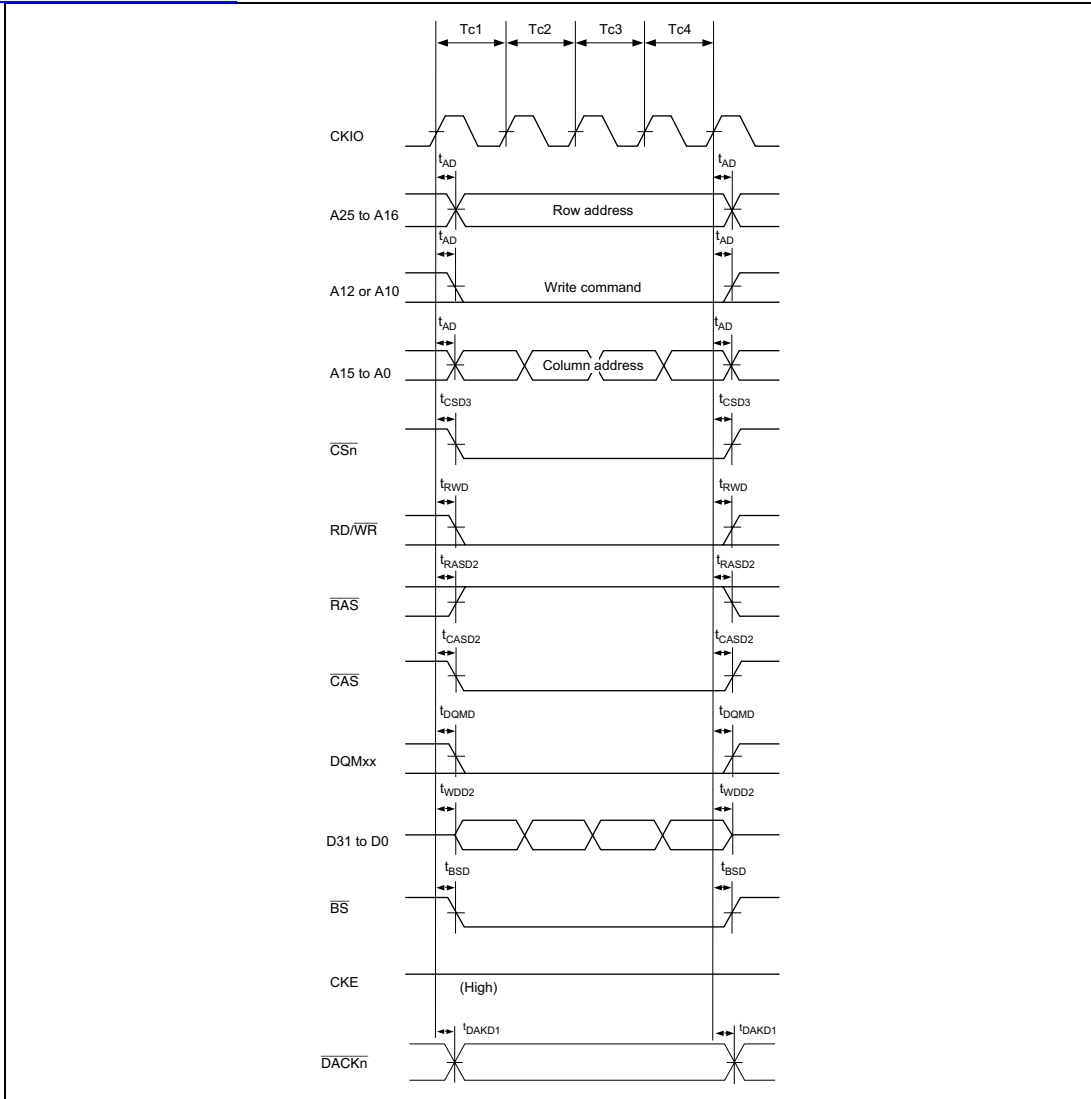 Tc1 Tc2 Tc3 Tc4
CKIO
tAD tAD
A25 to A16 Row address
tAD tAD
A12 or A10 Write command
tAD tAD
A15 to A0 Column address
tCSD3 tCSD3
CSn
tRWD tRWD
RD/WR
tRASD2 tRASD2
RAS
tCASD2 tCASD2
CAS
tDQMD tDQMD
DQMxx
tWDD2 tWDD2
D31 to D0
tBSD tBSD
BS
CKE
(High)
tDAKD1 tDAKD1
DACKn